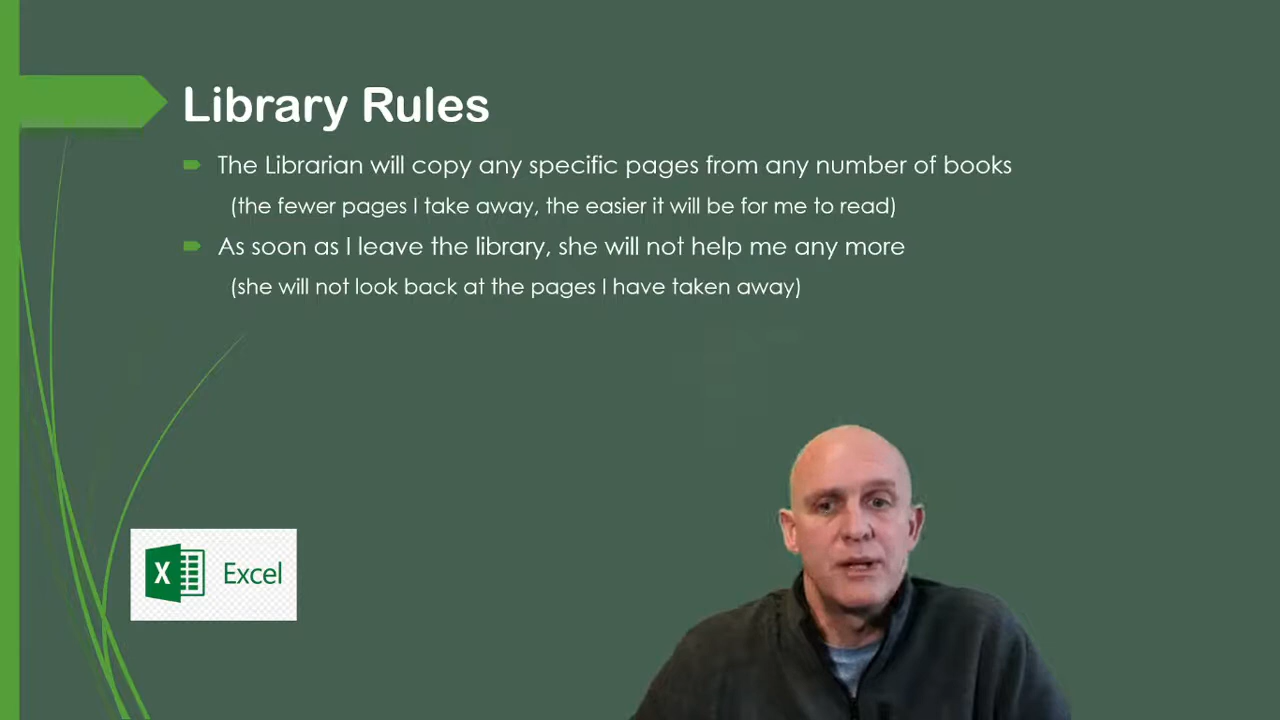 Library Rules
The Librarian will copy any specific pages from any number of books
(the fewer pages I take away, the easier it will be for me to read)
As soon as I leave the library, she will not help me any more
(she will not look back at the pages I have taken away)
X Excel